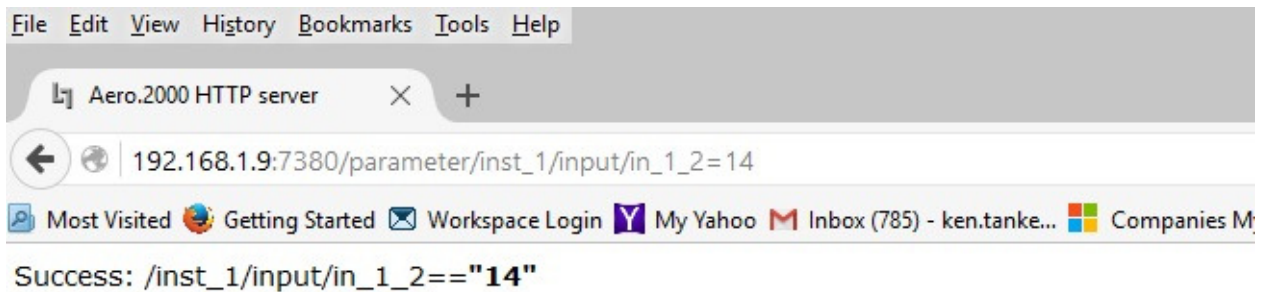 File Edit View History Bookmarks Tools Help
Aero.2000 HTTP server
192.168.1.9:7380/parameter/inst_1/input/in_1_2=14
Most Visited Getting Started Workspace Login My Yahoo Inbox (785) - ken.tanke... Companies M
Success: /inst_1/input/in_1_2=="14"